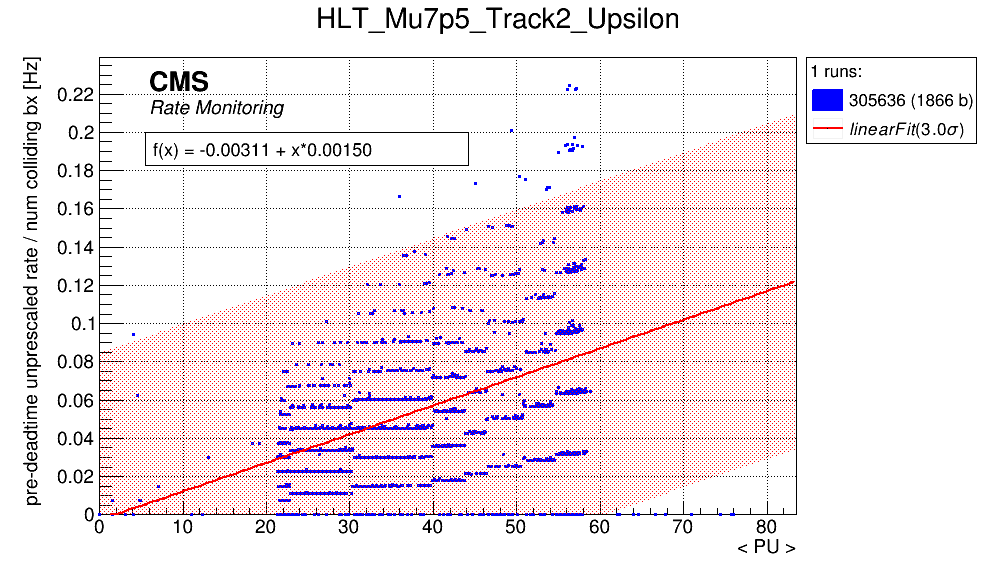 HLT_Mu7p5_Track2_Upsilon
pre-deadtime unprescaled rate / num colliding bx [Hz]
CMS
Rate Monitoring
f(x) = -0.00311 + x*0.00150
0.22
0.2
0.18
0.16
0.14
0.12
0.1
0.08
0.06
0.04
0.02
0
0 10 20 30 40 50 60 70 80
< PU >
1 runs:
305636 (1866 b)
linearFit(3.0σ)